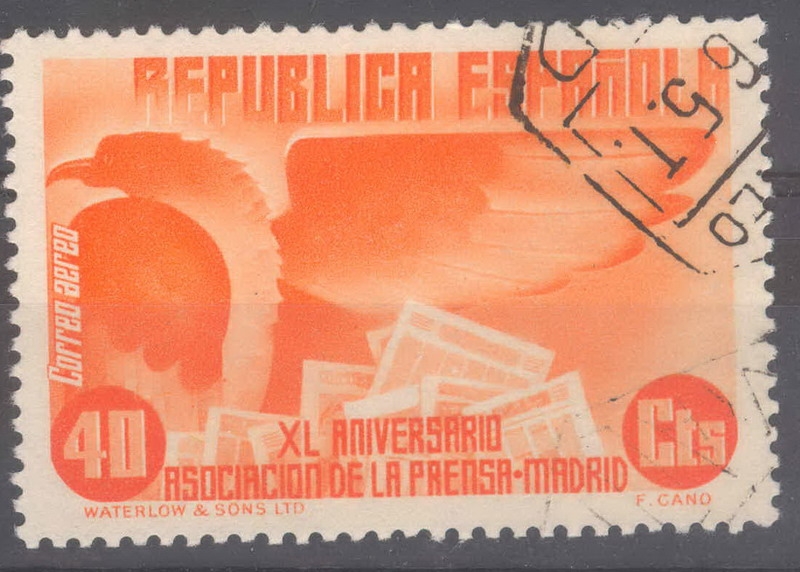 REPUBLICA ESPAÑOLA
Correo aereo
40
Cts
XL ANIVERSARIO
ASOCIACION DE LA PRENSA·MADRID
WATERLOW & SONS LTD
F. CANO